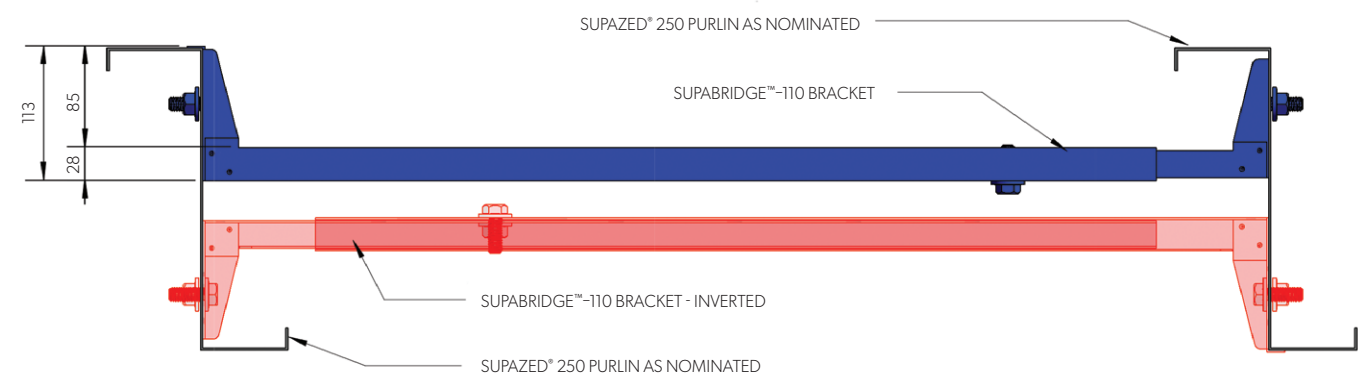 SUPAZED® 250 PURLIN AS NOMINATED
SUPABRIDGE™-110 BRACKET
113
85
28
SUPABRIDGE™-110 BRACKET - INVERTED
SUPAZED® 250 PURLIN AS NOMINATED